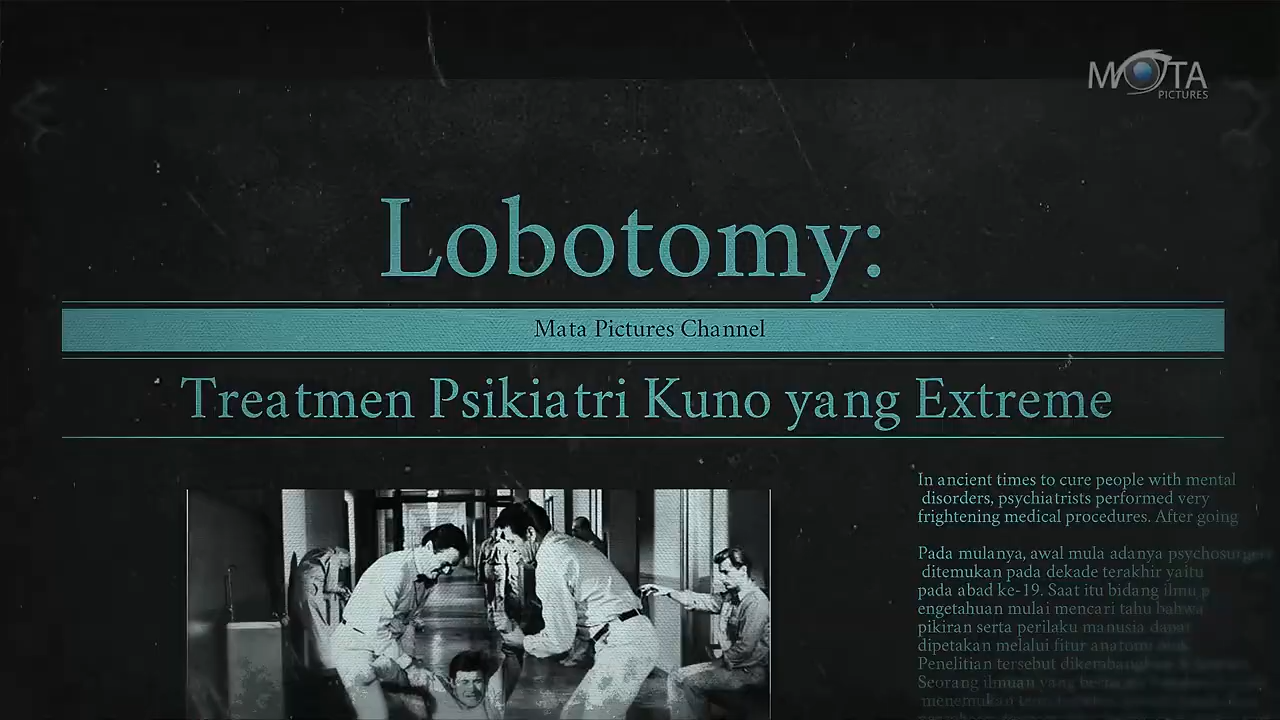 MATA
PICTURES
Lobotomy:
Mata Pictures Channel
Treatmen Psikiatri Kuno yang Extreme
In ancient times to cure people with mental
disorders, psychiatrists performed very
frightening medical procedures. After going
Pada mulanya, awal mula adanya psychosurgery
ditemukan pada dekade terakhir yaitu
pada abad ke-19. Saat itu bidang ilmu p
engetahuan mulai mencari tahu bahwa
pikiran serta perilaku manusia dapat
dipetakan melalui fitur anatomi otak.
Penelitian tersebut dikembangkan
Seorang ilmuan yang
menemukan